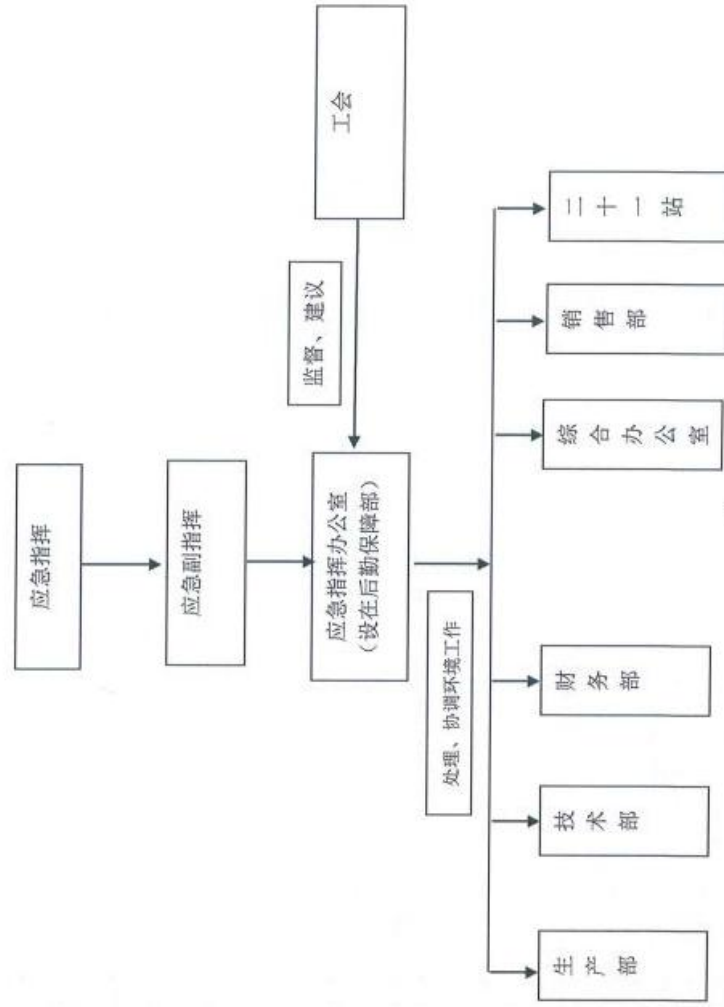 应急指挥
应急副指挥
应急指挥办公室
（设在后勤保障部）
监督、建议
工会
处理、协调环境工作
生产部
技术部
财务部
综合办公室
销售部
二十一站